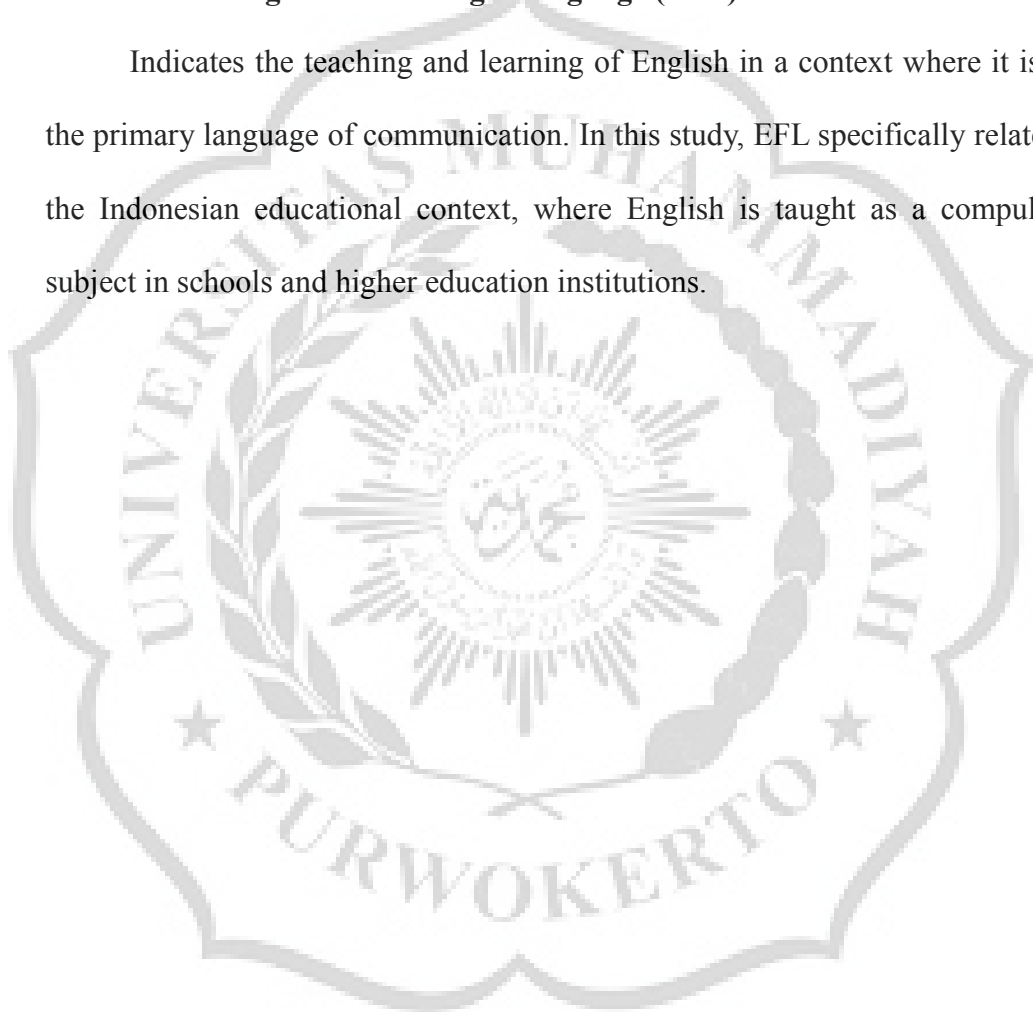 Indicates the teaching and learning of English in a context where it is
the primary language of communication. In this study, EFL specifically
the Indonesian educational context, where English is taught as a
subject in schools and higher education institutions.
UNIVERSITAS MUHAMMADIYAH
PURWOKERTO